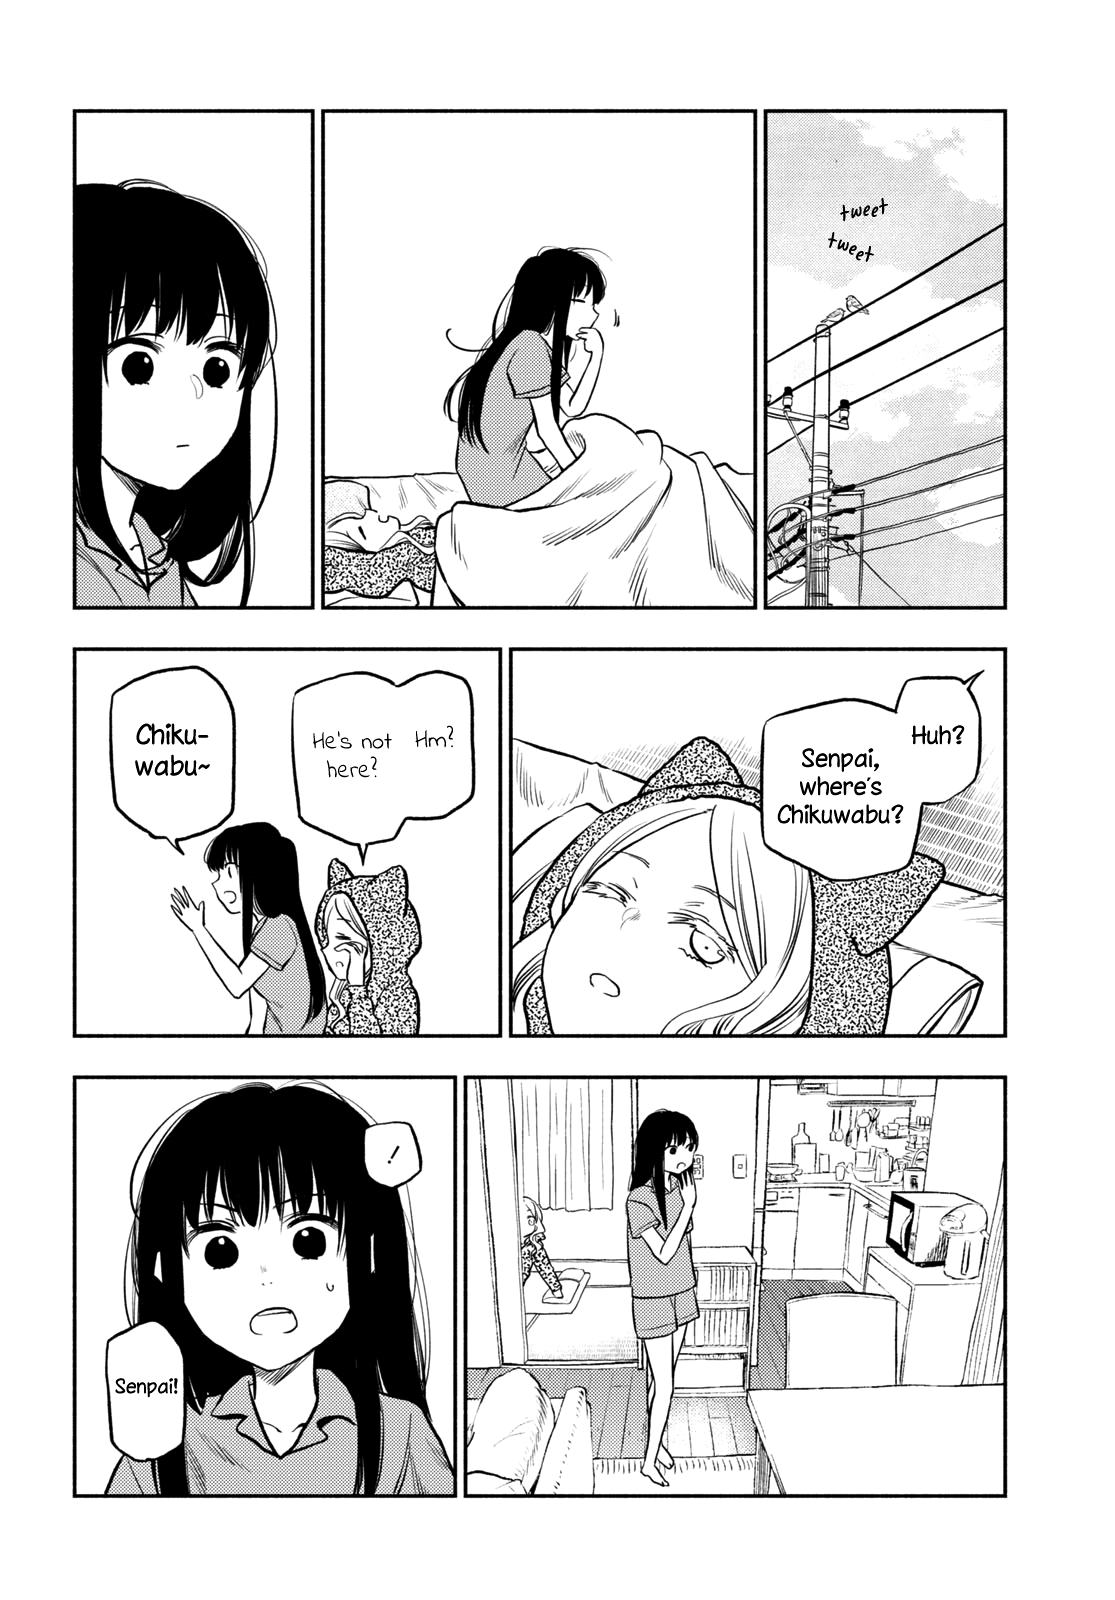 tweet
tweet
Huh?
Senpai,
where's
Chikuwabu?
Hm?
He's not
here?
Chiku-
wabu~
!
Senpai!